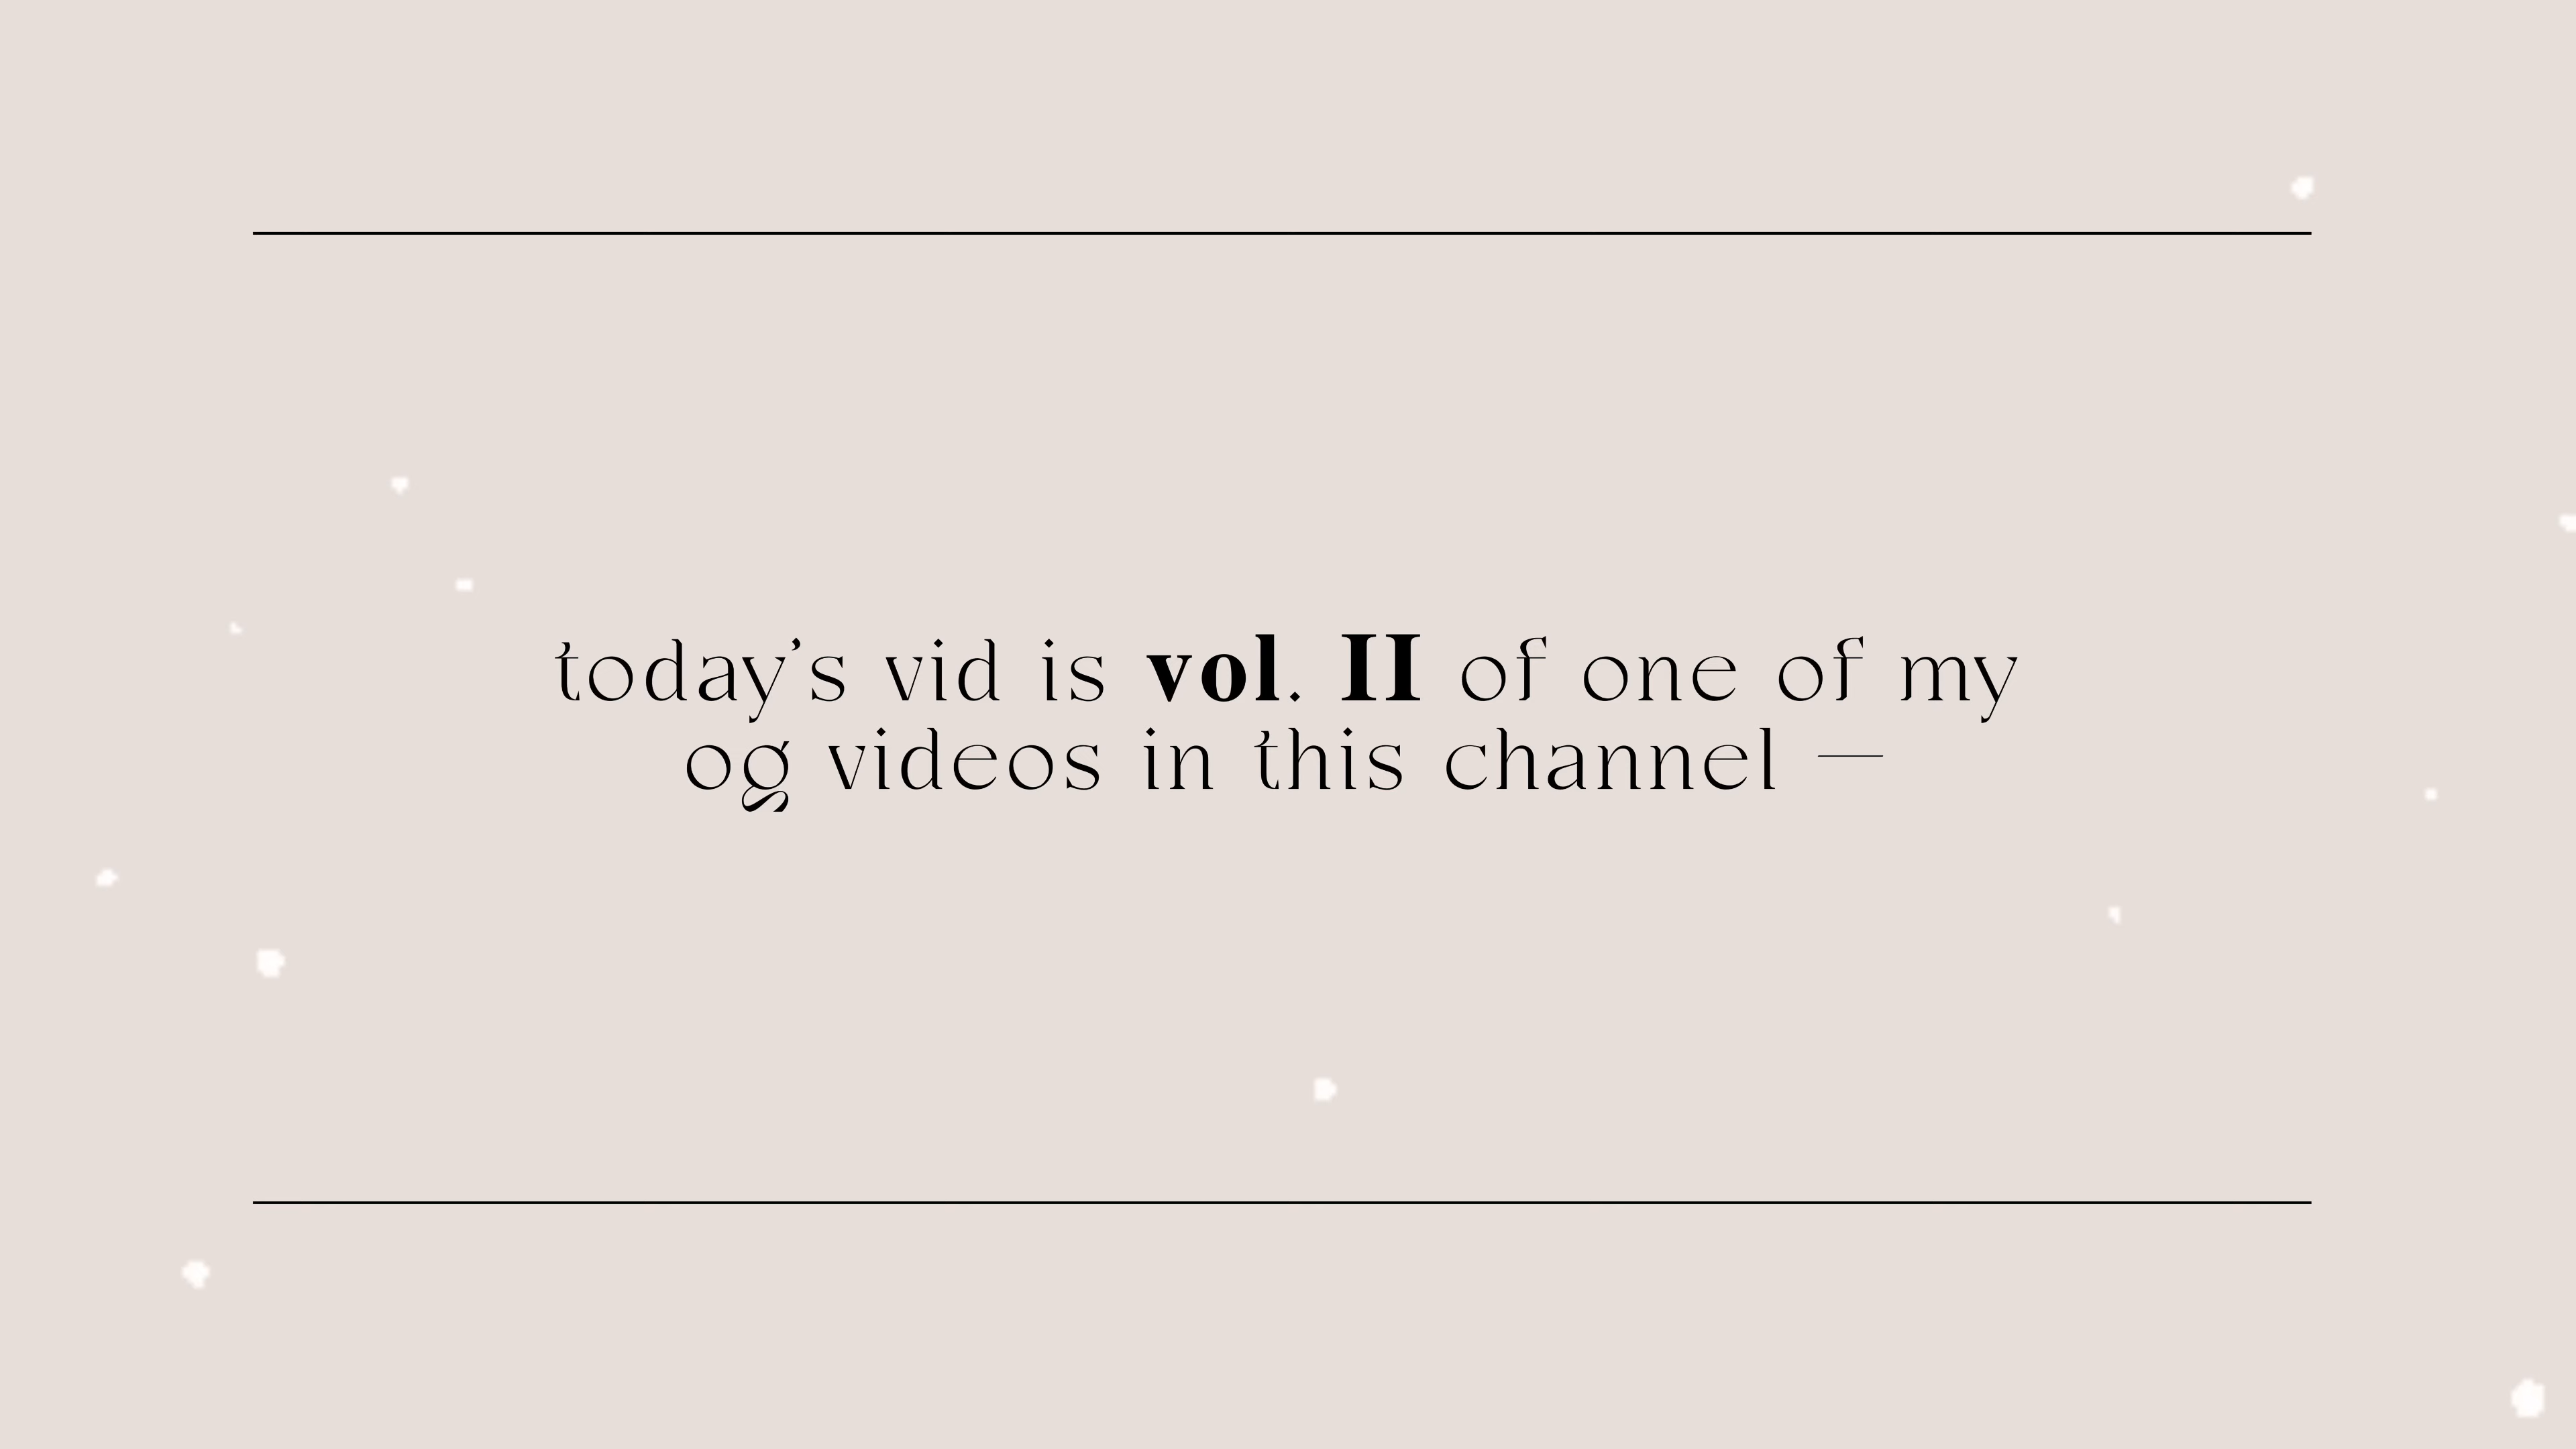 today’s vid is vol. II of one of my
og videos in this channel —